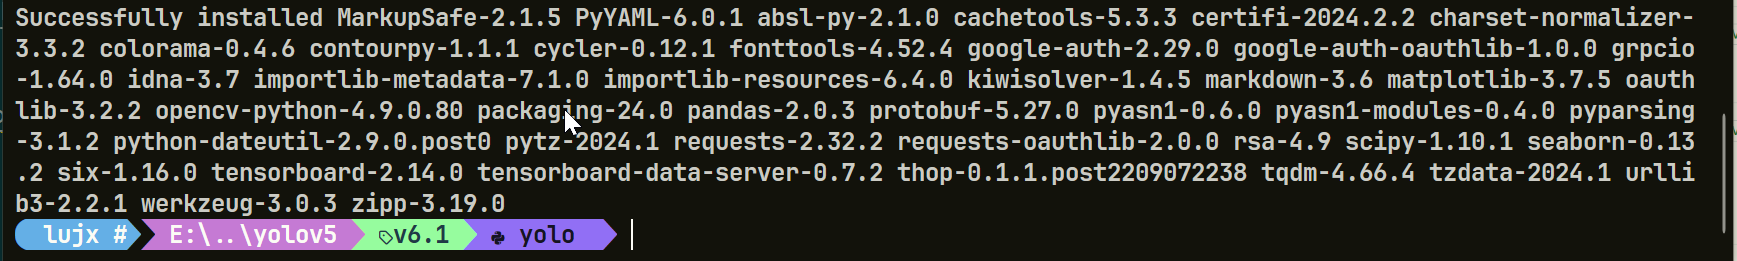 Successfully installed MarkupSafe-2.1.5 PyYAML-6.0.1 absl-py-2.1.0 cachetools-5.3.3 certifi-2024.2.2 charset-normalizer-
3.3.2 colorama-0.4.6 contourpy-1.1.1 cycler-0.12.1 fonttools-4.52.4 google-auth-2.29.0 google-auth-oauthlib-1.0.0 grpcio
-1.64.0 idna-3.7 importlib-metadata-7.1.0 importlib-resources-6.4.0 kiwisolver-1.4.5 markdown-3.6 matplotlib-3.7.5 oauth
lib-3.2.2 opencv-python-4.9.0.80 packaging-24.0 pandas-2.0.3 protobuf-5.27.0 pyasn1-0.6.0 pyasn1-modules-0.4.0 pyparsing
-3.1.2 python-dateutil-2.9.0.post0 pytz-2024.1 requests-2.32.2 requests-oauthlib-2.0.0 rsa-4.9 scipy-1.10.1 seaborn-0.13
.2 six-1.16.0 tensorboard-2.14.0 tensorboard-data-server-0.7.2 thop-0.1.1.post2209072238 tqdm-4.66.4 tzdata-2024.1 urlli
b3-2.2.1 werkzeug-3.0.3 zipp-3.19.0
lujx # E:\..\yolov5 v6.1 yolo